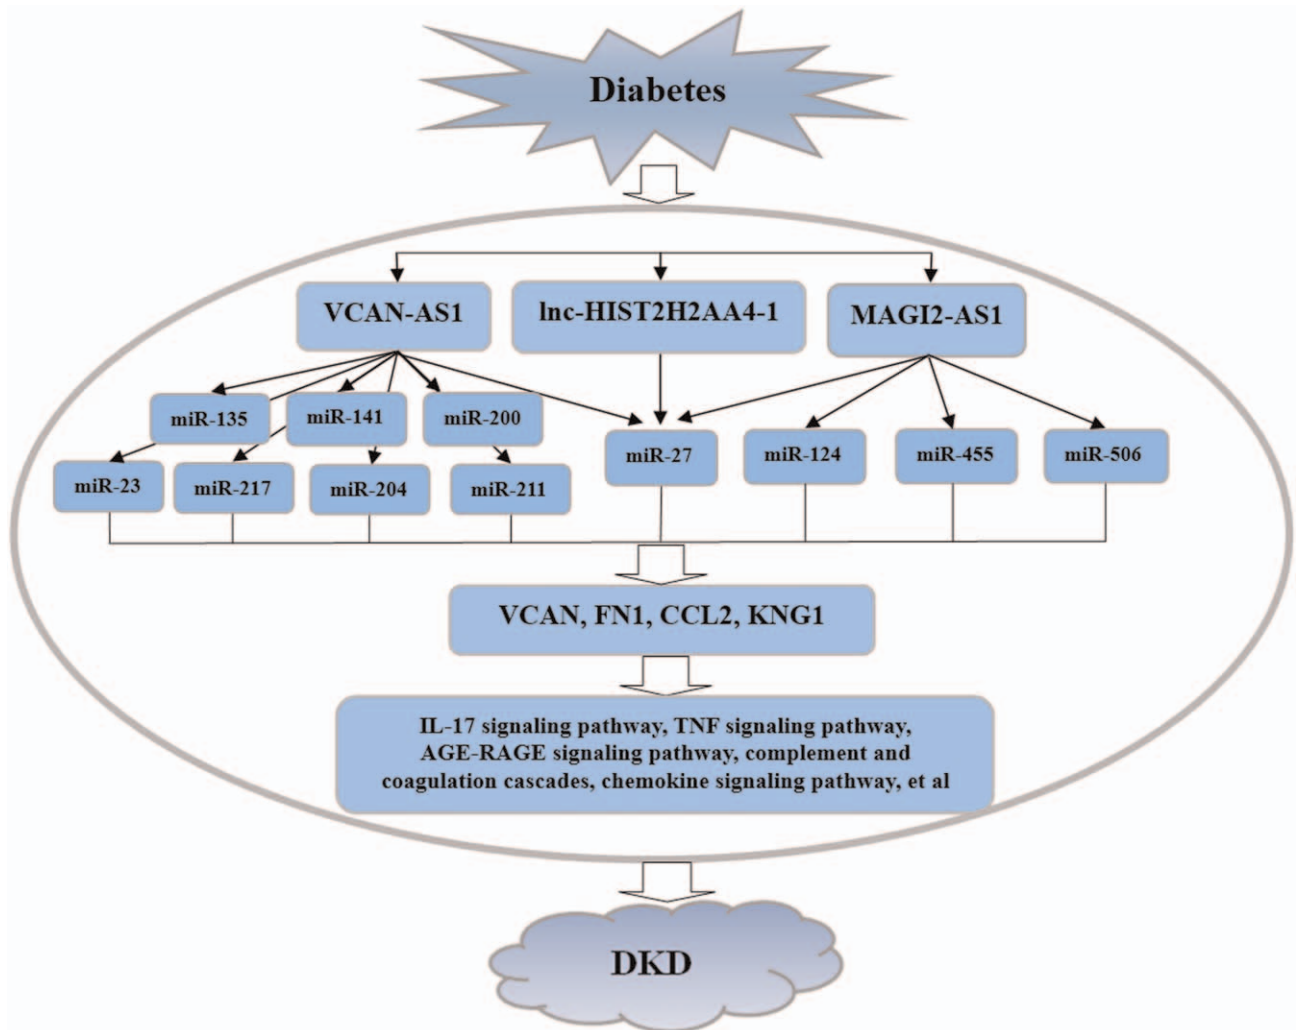 Diabetes
VCAN-AS1
lnc-HIST2H2AA4-1
MAGI2-AS1
miR-135
miR-141
miR-200
miR-27
miR-124
miR-455
miR-506
miR-23
miR-217
miR-204
miR-211
VCAN, FN1, CCL2, KNG1
IL-17 signaling pathway, TNF signaling pathway,
AGE-RAGE signaling pathway, complement and
coagulation cascades, chemokine signaling pathway, et al
DKD